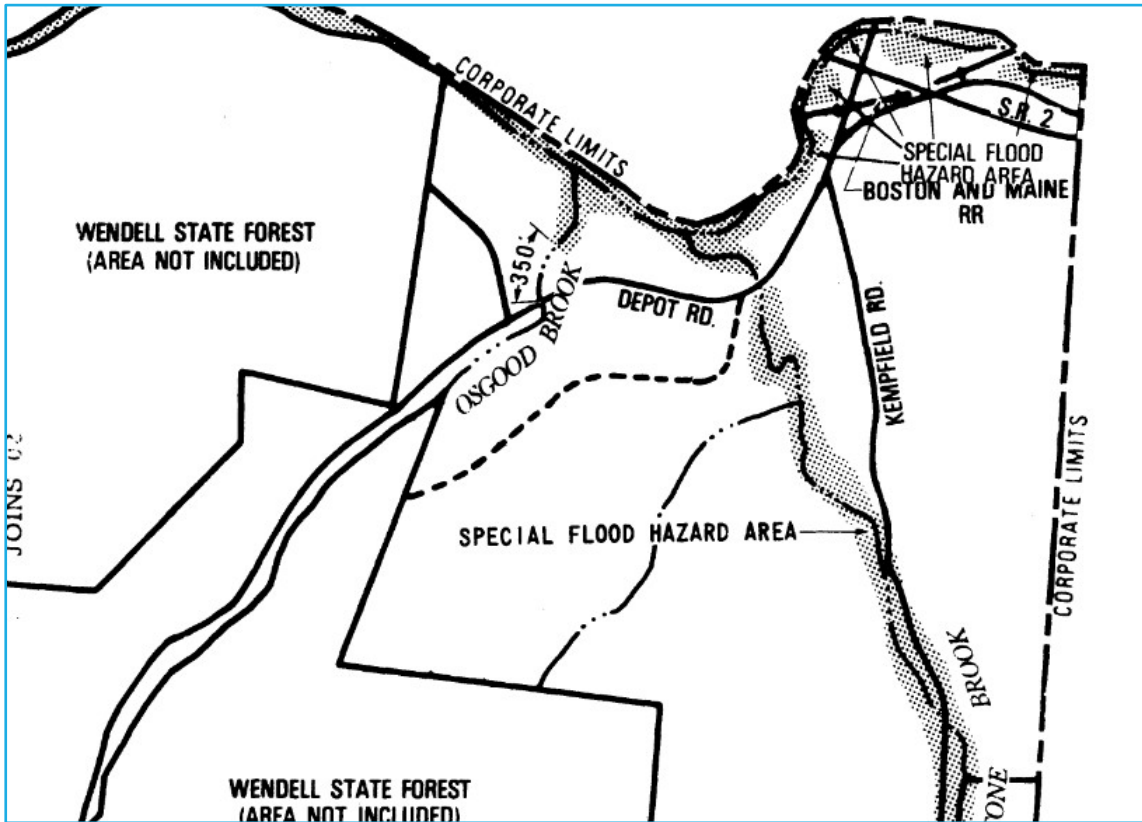 CORPORATE LIMITS
S.R. 2
SPECIAL FLOOD
HAZARD AREA
BOSTON AND MAINE
RR
WENDELL STATE FOREST
(AREA NOT INCLUDED)
350
OSGOOD BROOK
DEPOT RD.
KEMPFIELD RD.
JOINS
SPECIAL FLOOD HAZARD AREA
CORPORATE LIMITS
BROOK
WENDELL STATE FOREST
(AREA NOT INCLUDED)